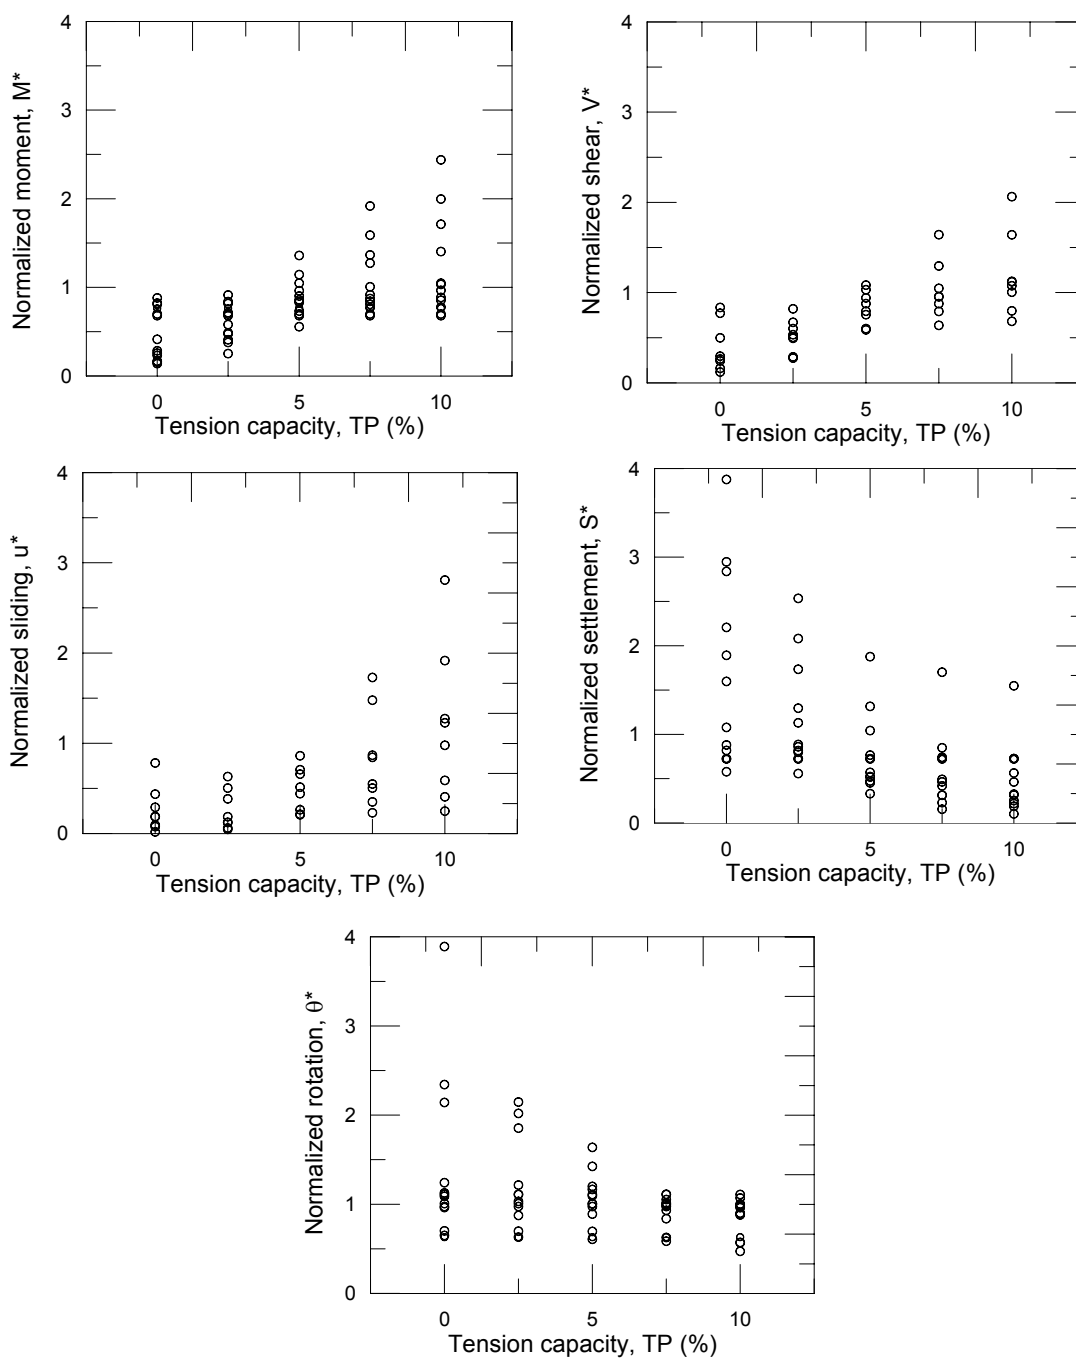 4
3
2
1
0
Normalized moment, M*
0 5 10
Tension capacity, TP (%)
4
3
2
1
0
Normalized shear, V*
0 5 10
Tension capacity, TP (%)
4
3
2
1
0
Normalized sliding, u*
0 5 10
Tension capacity, TP (%)
4
3
2
1
0
Normalized settlement, S*
0 5 10
Tension capacity, TP (%)
4
3
2
1
0
Normalized rotation, θ*
0 5 10
Tension capacity, TP (%)